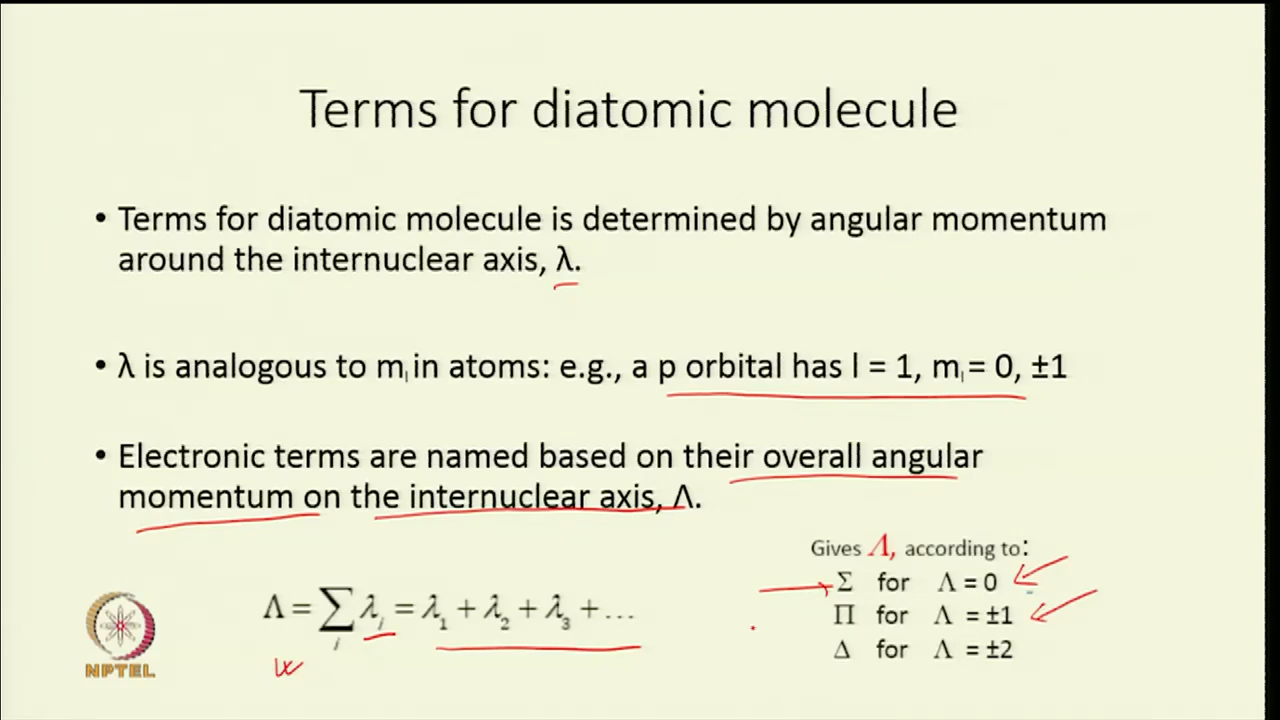 Terms for diatomic molecule
• Terms for diatomic molecule is determined by angular momentum
around the internuclear axis, λ.
• λ is analogous to mₗ in atoms: e.g., a p orbital has l = 1, mₗ = 0, ±1
• Electronic terms are named based on their overall angular
momentum on the internuclear axis, Λ.
Gives Λ, according to:
Σ for Λ = 0
Π for Λ = ±1
Δ for Λ = ±2
Λ = ∑ᵢ λᵢ = λ₁ + λ₂ + λ₃ + ...
NPTEL